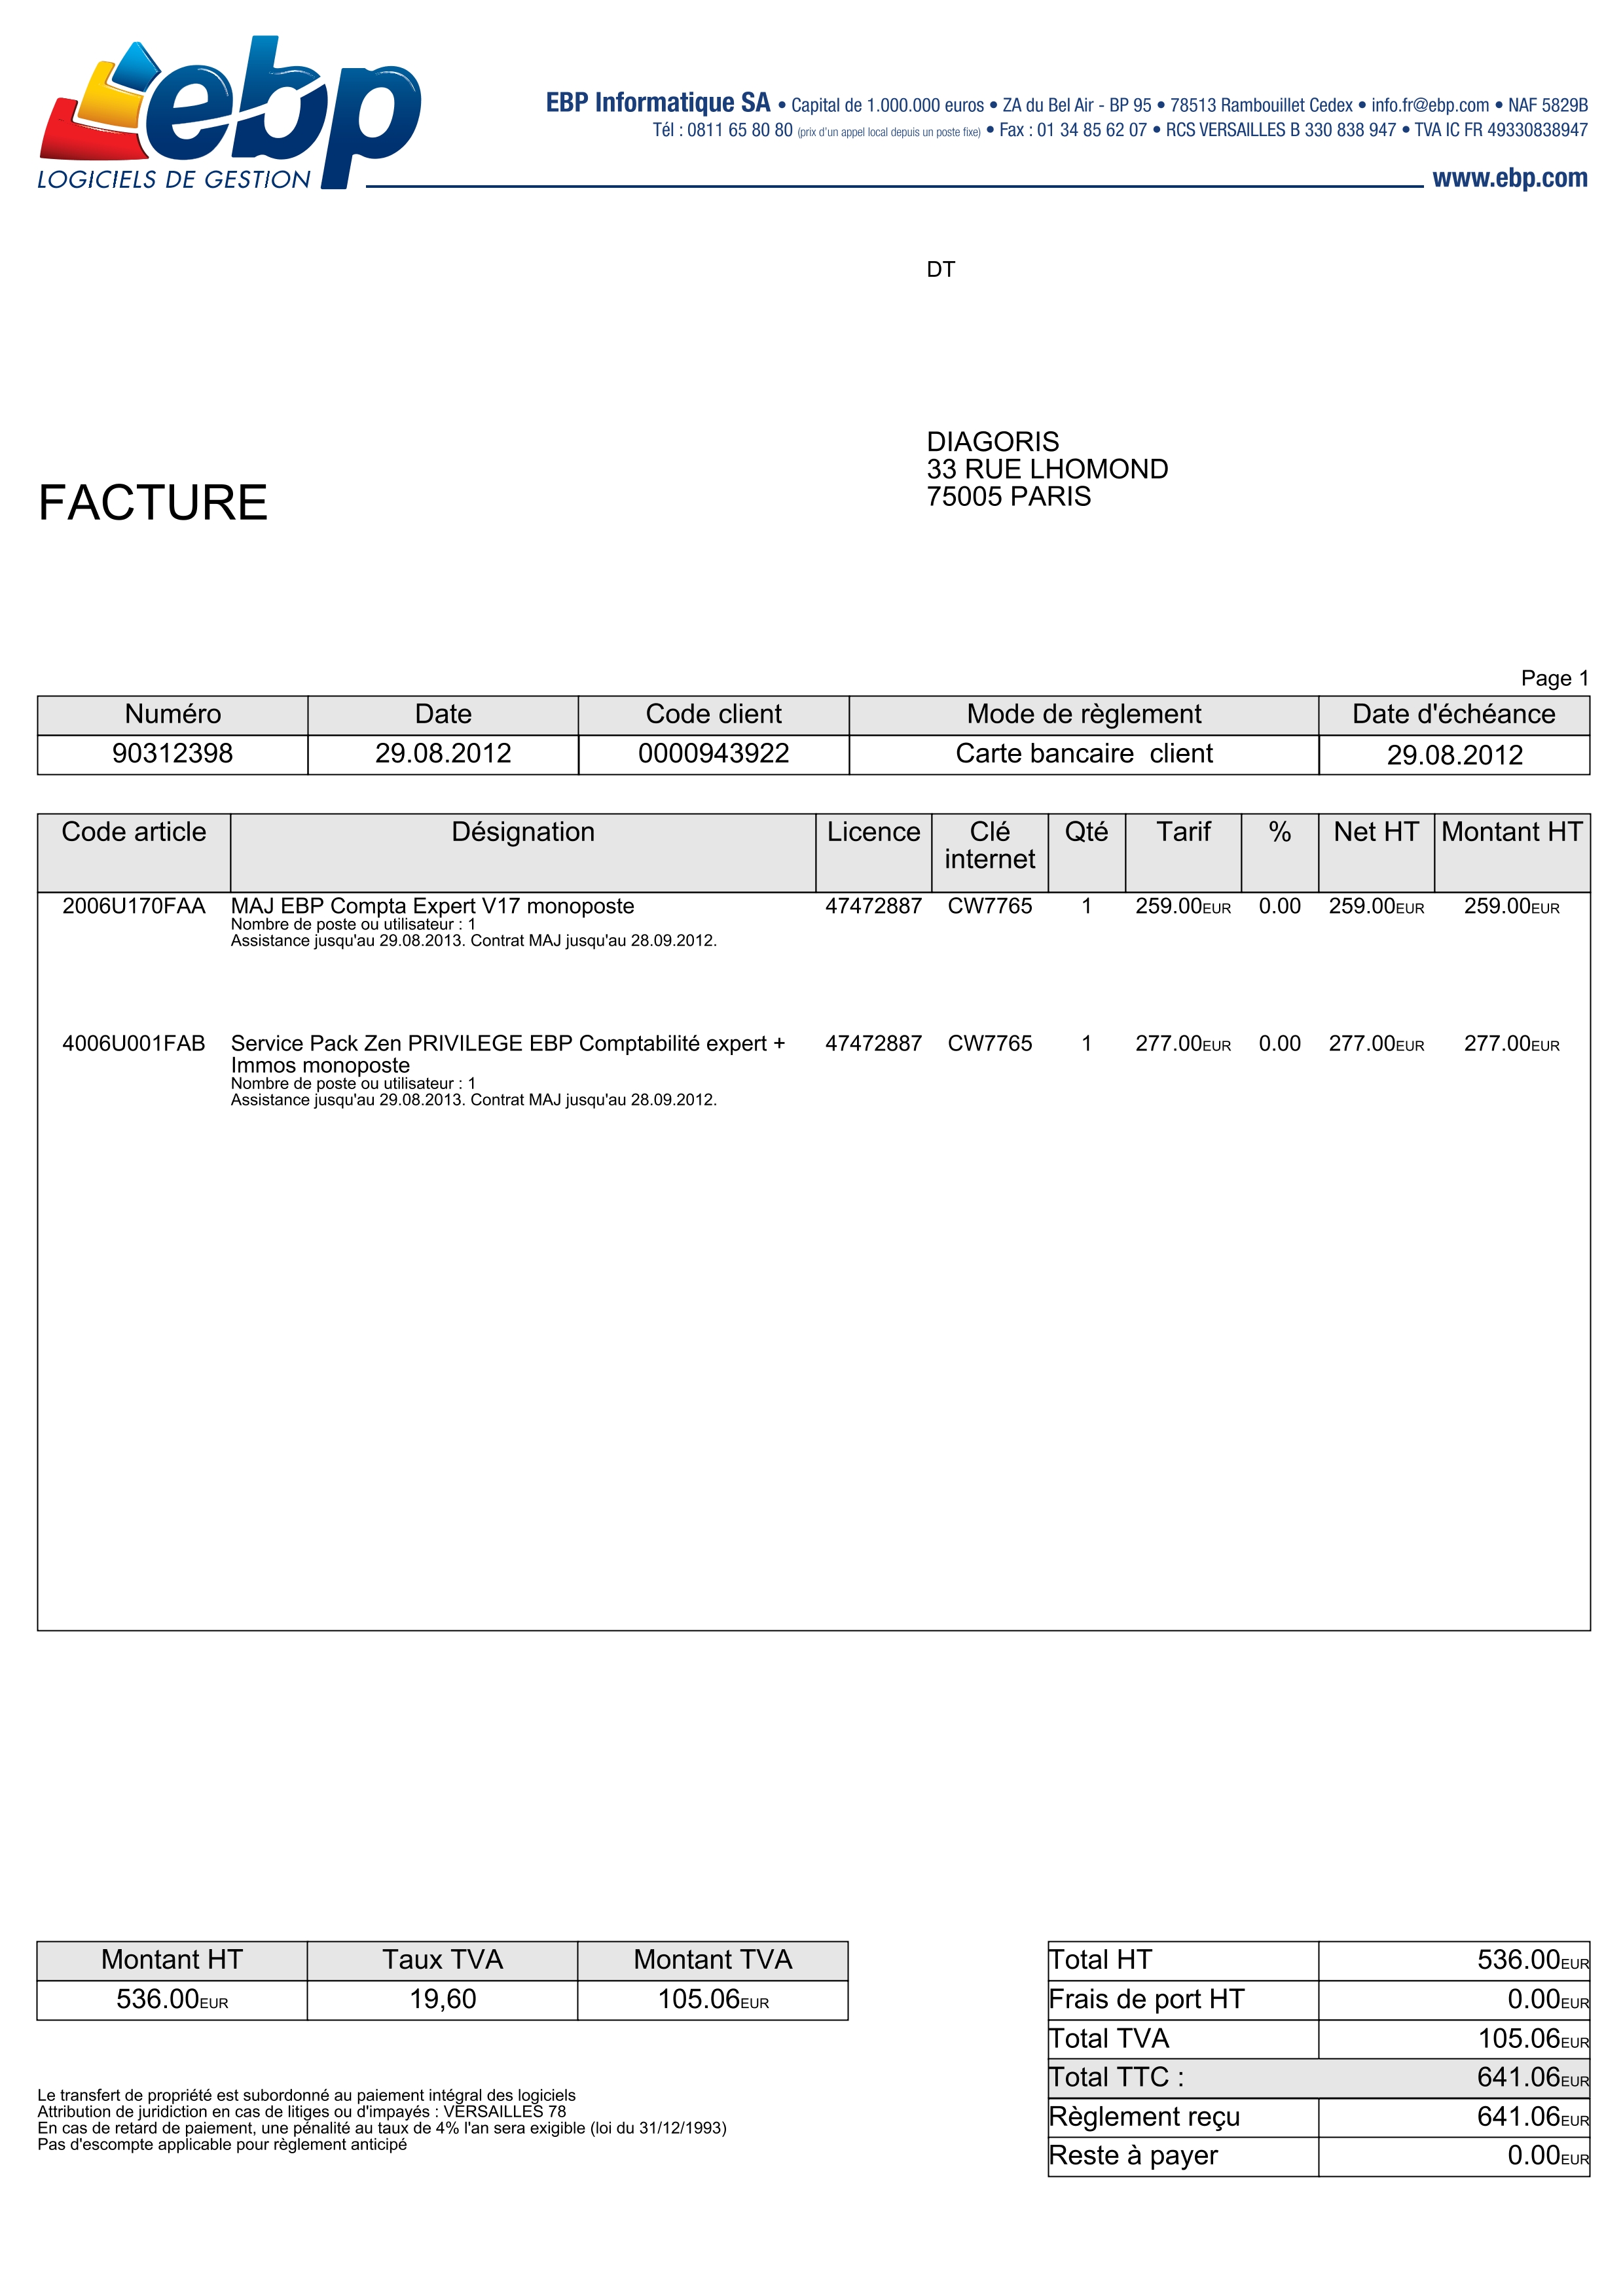 ebp
LOGICIELS DE GESTION
EBP Informatique SA • Capital de 1.000.000 euros • ZA du Bel Air - BP 95 • 78513 Rambouillet Cedex • info.fr@ebp.com • NAF 5829B
Tél : 0811 65 80 80 (prix d'un appel local depuis un poste fixe) • Fax : 01 34 85 62 07 • RCS VERSAILLES B 330 838 947 • TVA IC FR 49330838947
www.ebp.com
DT
DIAGORIS
33 RUE LHOMOND
75005 PARIS
FACTURE
Page 1
Numéro Date Code client Mode de règlement Date d'échéance
90312398 29.08.2012 0000943922 Carte bancaire client 29.08.2012
Code article Désignation Licence Clé internet Qté Tarif % Net HT Montant HT
2006U170FAA MAJ EBP Compta Expert V17 monoposte 47472887 CW7765 1 259.00EUR 0.00 259.00EUR 259.00EUR
Nombre de poste ou utilisateur : 1
Assistance jusqu'au 29.08.2013. Contrat MAJ jusqu'au 28.09.2012.
4006U001FAB Service Pack Zen PRIVILEGE EBP Comptabilité expert + 47472887 CW7765 1 277.00EUR 0.00 277.00EUR 277.00EUR
Immos monoposte
Nombre de poste ou utilisateur : 1
Assistance jusqu'au 29.08.2013. Contrat MAJ jusqu'au 28.09.2012.
Montant HT Taux TVA Montant TVA
536.00EUR 19,60 105.06EUR
Total HT 536.00EUR
Frais de port HT 0.00EUR
Total TVA 105.06EUR
Total TTC : 641.06EUR
Règlement reçu 641.06EUR
Reste à payer 0.00EUR
Le transfert de propriété est subordonné au paiement intégral des logiciels
Attribution de juridiction en cas de litiges ou d'impayés : VERSAILLES 78
En cas de retard de paiement, une pénalité au taux de 4% l'an sera exigible (loi du 31/12/1993)
Pas d'escompte applicable pour règlement anticipé